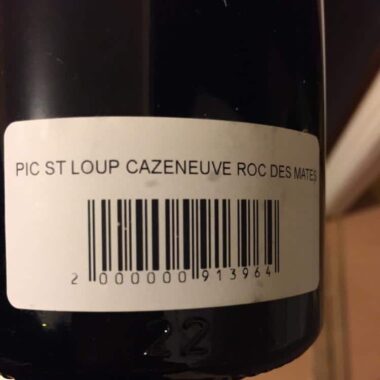 PIC ST LOUP CAZENEUVE ROC DES MATES
2 000000 913964
22